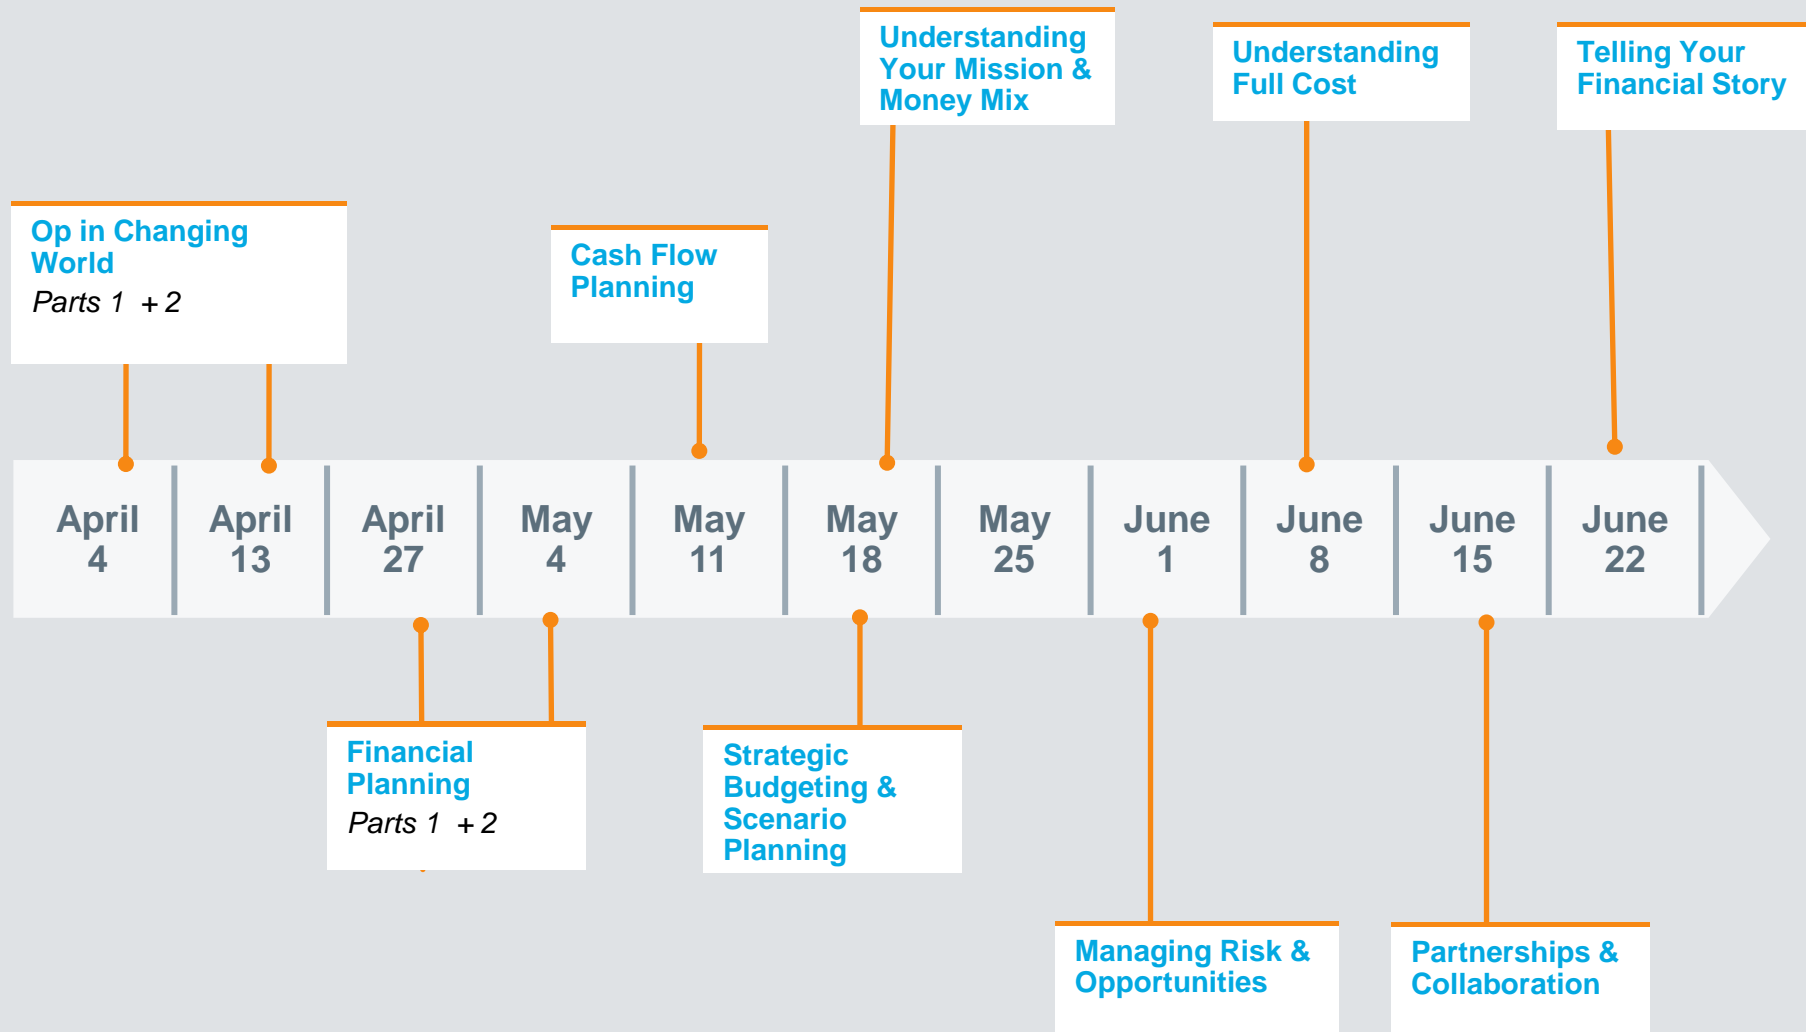 Understanding
Your Mission &
Money Mix
Understanding
Full Cost
Telling Your
Financial Story
Op in Changing
World
Parts 1 + 2
Cash Flow
Planning
April
4
April
13
April
27
May
4
May
11
May
18
May
25
June
1
June
8
June
15
June
22
Financial
Planning
Parts 1 + 2
Strategic
Budgeting &
Scenario
Planning
Managing Risk &
Opportunities
Partnerships &
Collaboration